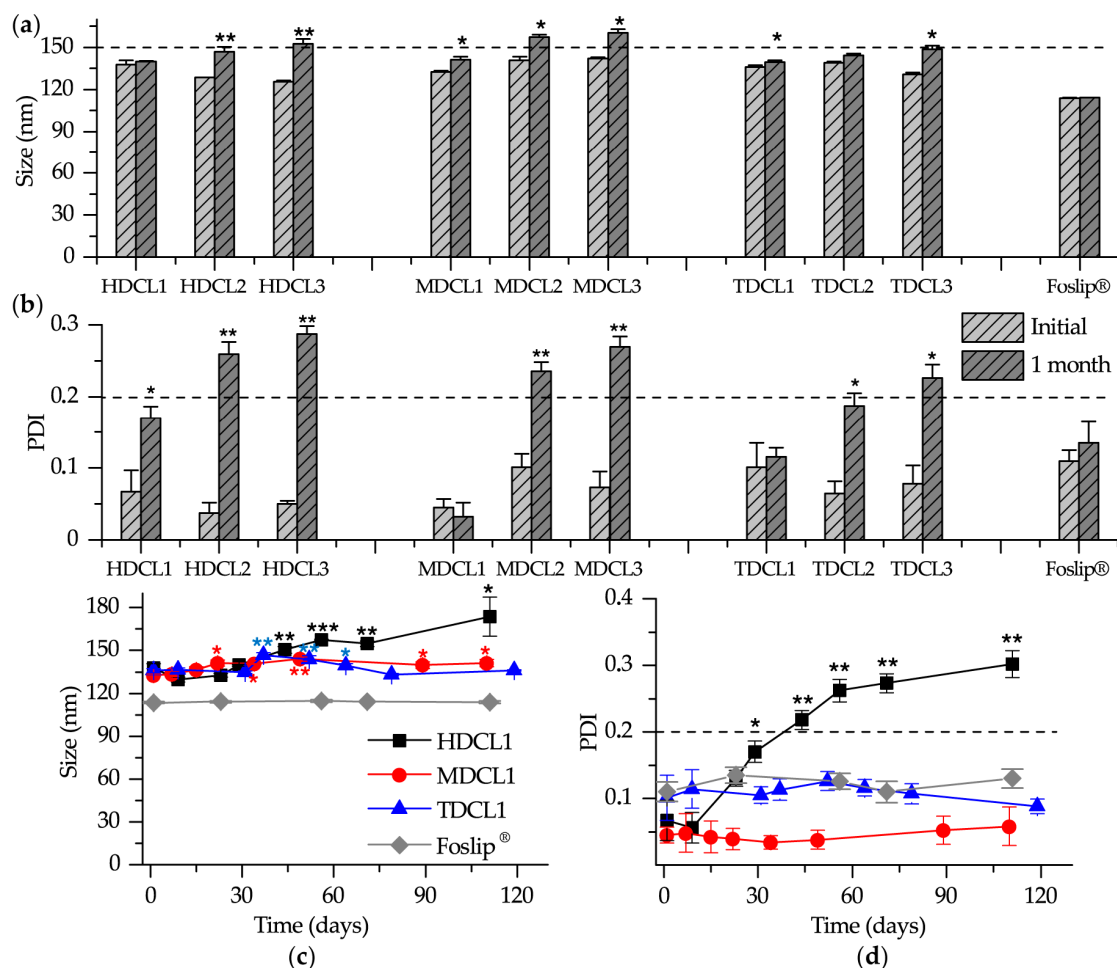 (a)
Size (nm)
180
150
120
90
60
30
0
** ** * * * * *
HDCL1 HDCL2 HDCL3 MDCL1 MDCL2 MDCL3 TDCL1 TDCL2 TDCL3 Foslip®
(b)
PDI
0.3
0.2
0.1
0
* ** ** ** ** * *
Initial
1 month
HDCL1 HDCL2 HDCL3 MDCL1 MDCL2 MDCL3 TDCL1 TDCL2 TDCL3 Foslip®
Size (nm)
180
150
120
90
60
30
0
* ** ** *** ** *
* ** ** * * *
HDCL1
MDCL1
TDCL1
Foslip®
0 30 60 90 120
Time (days)
(c)
PDI
0.4
0.3
0.2
0.1
* ** ** ** **
0 30 60 90 120
Time (days)
(d)